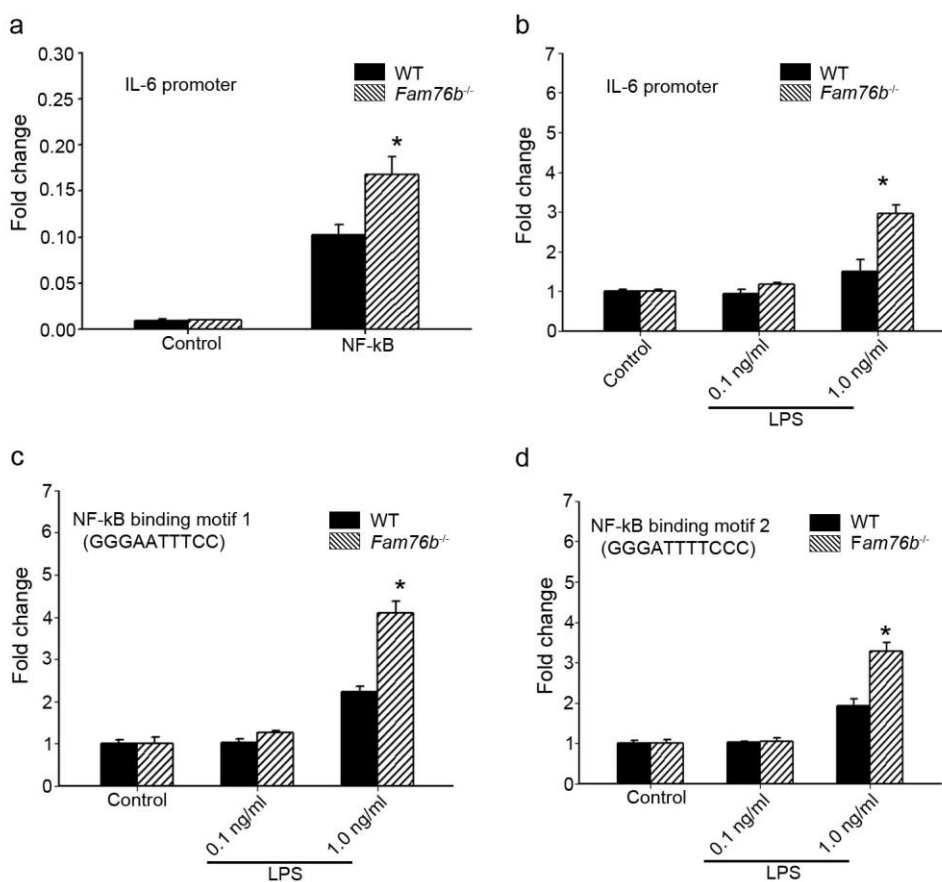 a
IL-6 promoter
WT
Fam76b-/-
Fold change
0.30
0.20
0.15
0.10
0.05
0.00
*
Control
NF-kB
b
IL-6 promoter
WT
Fam76b-/-
Fold change
7
6
5
4
3
2
1
0
*
Control
0.1 ng/ml
1.0 ng/ml
LPS
c
NF-kB binding motif 1
(GGGAATTTCC)
WT
Fam76b-/-
Fold change
7
6
5
4
3
2
1
0
*
Control
0.1 ng/ml
1.0 ng/ml
LPS
d
NF-kB binding motif 2
(GGGATTTTCCC)
WT
Fam76b-/-
Fold change
7
6
5
4
3
2
1
0
*
Control
0.1 ng/ml
1.0 ng/ml
LPS